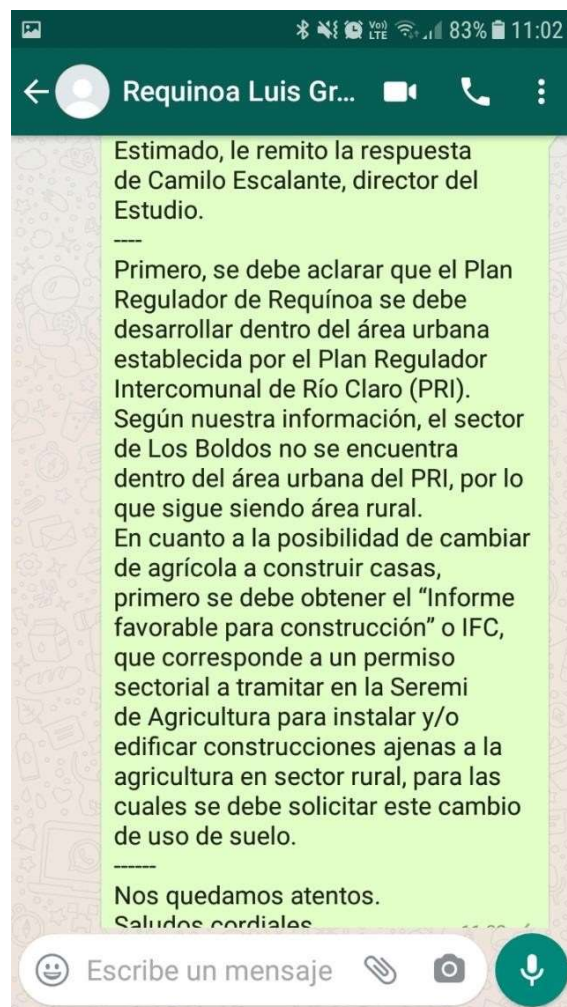 83% 11:02
Requinoa Luis Gr...
Estimado, le remito la respuesta
de Camilo Escalante, director del
Estudio.
----
Primero, se debe aclarar que el Plan
Regulador de Requínoa se debe
desarrollar dentro del área urbana
establecida por el Plan Regulador
Intercomunal de Río Claro (PRI).
Según nuestra información, el sector
de Los Boldos no se encuentra
dentro del área urbana del PRI, por lo
que sigue siendo área rural.
En cuanto a la posibilidad de cambiar
de agrícola a construir casas,
primero se debe obtener el “Informe
favorable para construcción” o IFC,
que corresponde a un permiso
sectorial a tramitar en la Seremi
de Agricultura para instalar y/o
edificar construcciones ajenas a la
agricultura en sector rural, para las
cuales se debe solicitar este cambio
de uso de suelo.
------
Nos quedamos atentos.
Saludos cordiales
Escribe un mensaje